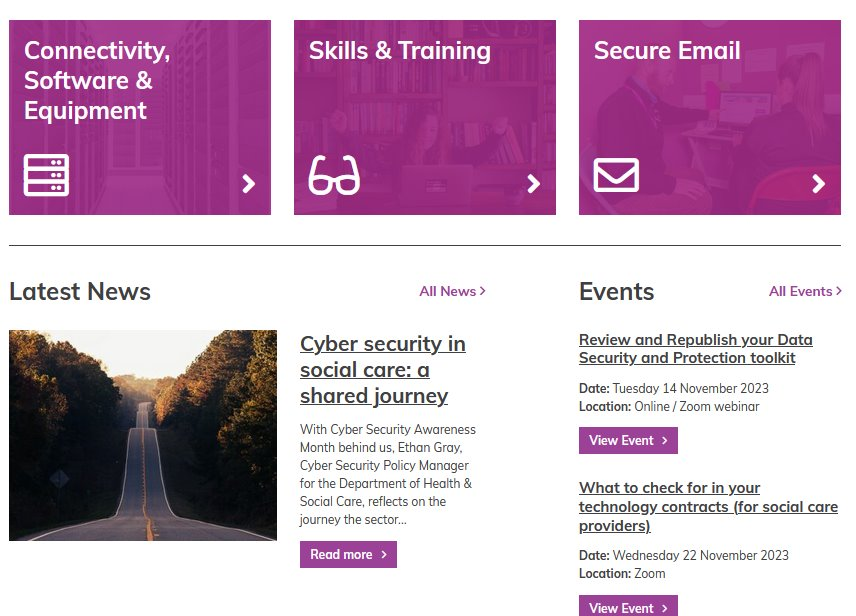 Connectivity,
Software &
Equipment
Skills & Training
Secure Email
Latest News
All News
Cyber security in
social care: a
shared journey
With Cyber Security Awareness
Month behind us, Ethan Gray,
Cyber Security Policy Manager
for the Department of Health &
Social Care, reflects on the
journey the sector...
Read more
Events
All Events
Review and Republish your Data
Security and Protection toolkit
Date: Tuesday 14 November 2023
Location: Online / Zoom webinar
View Event
What to check for in your
technology contracts (for social care
providers)
Date: Wednesday 22 November 2023
Location: Zoom
View Event